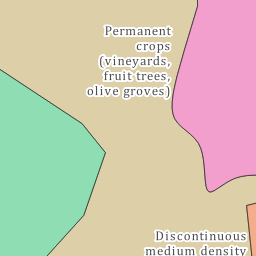 Permanent
crops
(vineyards,
fruit trees,
olive groves)
Discontinuous
medium density